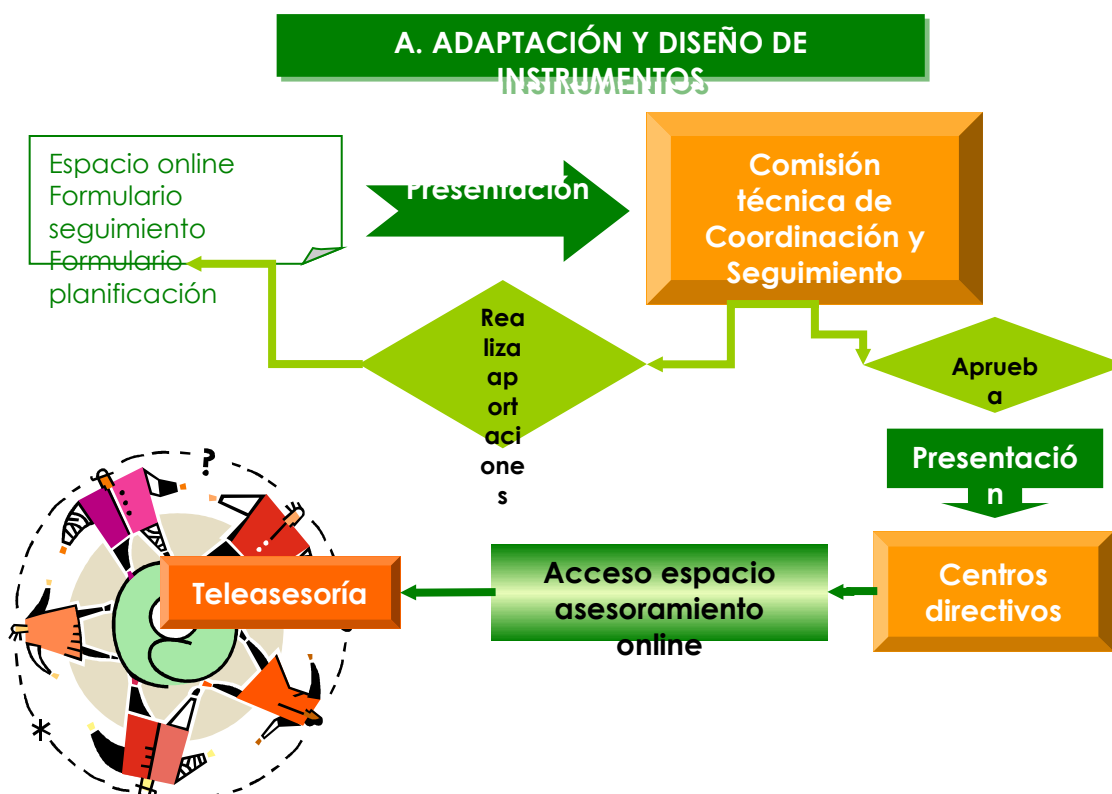 A. ADAPTACIÓN Y DISEÑO DE
INSTRUMENTOS
Espacio online
Formulario
seguimiento
Formulario
planificación
Presentación
Comisión
técnica de
Coordinación y
Seguimiento
Rea
liza
ap
ort
aci
one
s
Aprueb
a
Presentació
n
Centros
directivos
Acceso espacio
asesoramiento
online
Teleasesoría
?
*